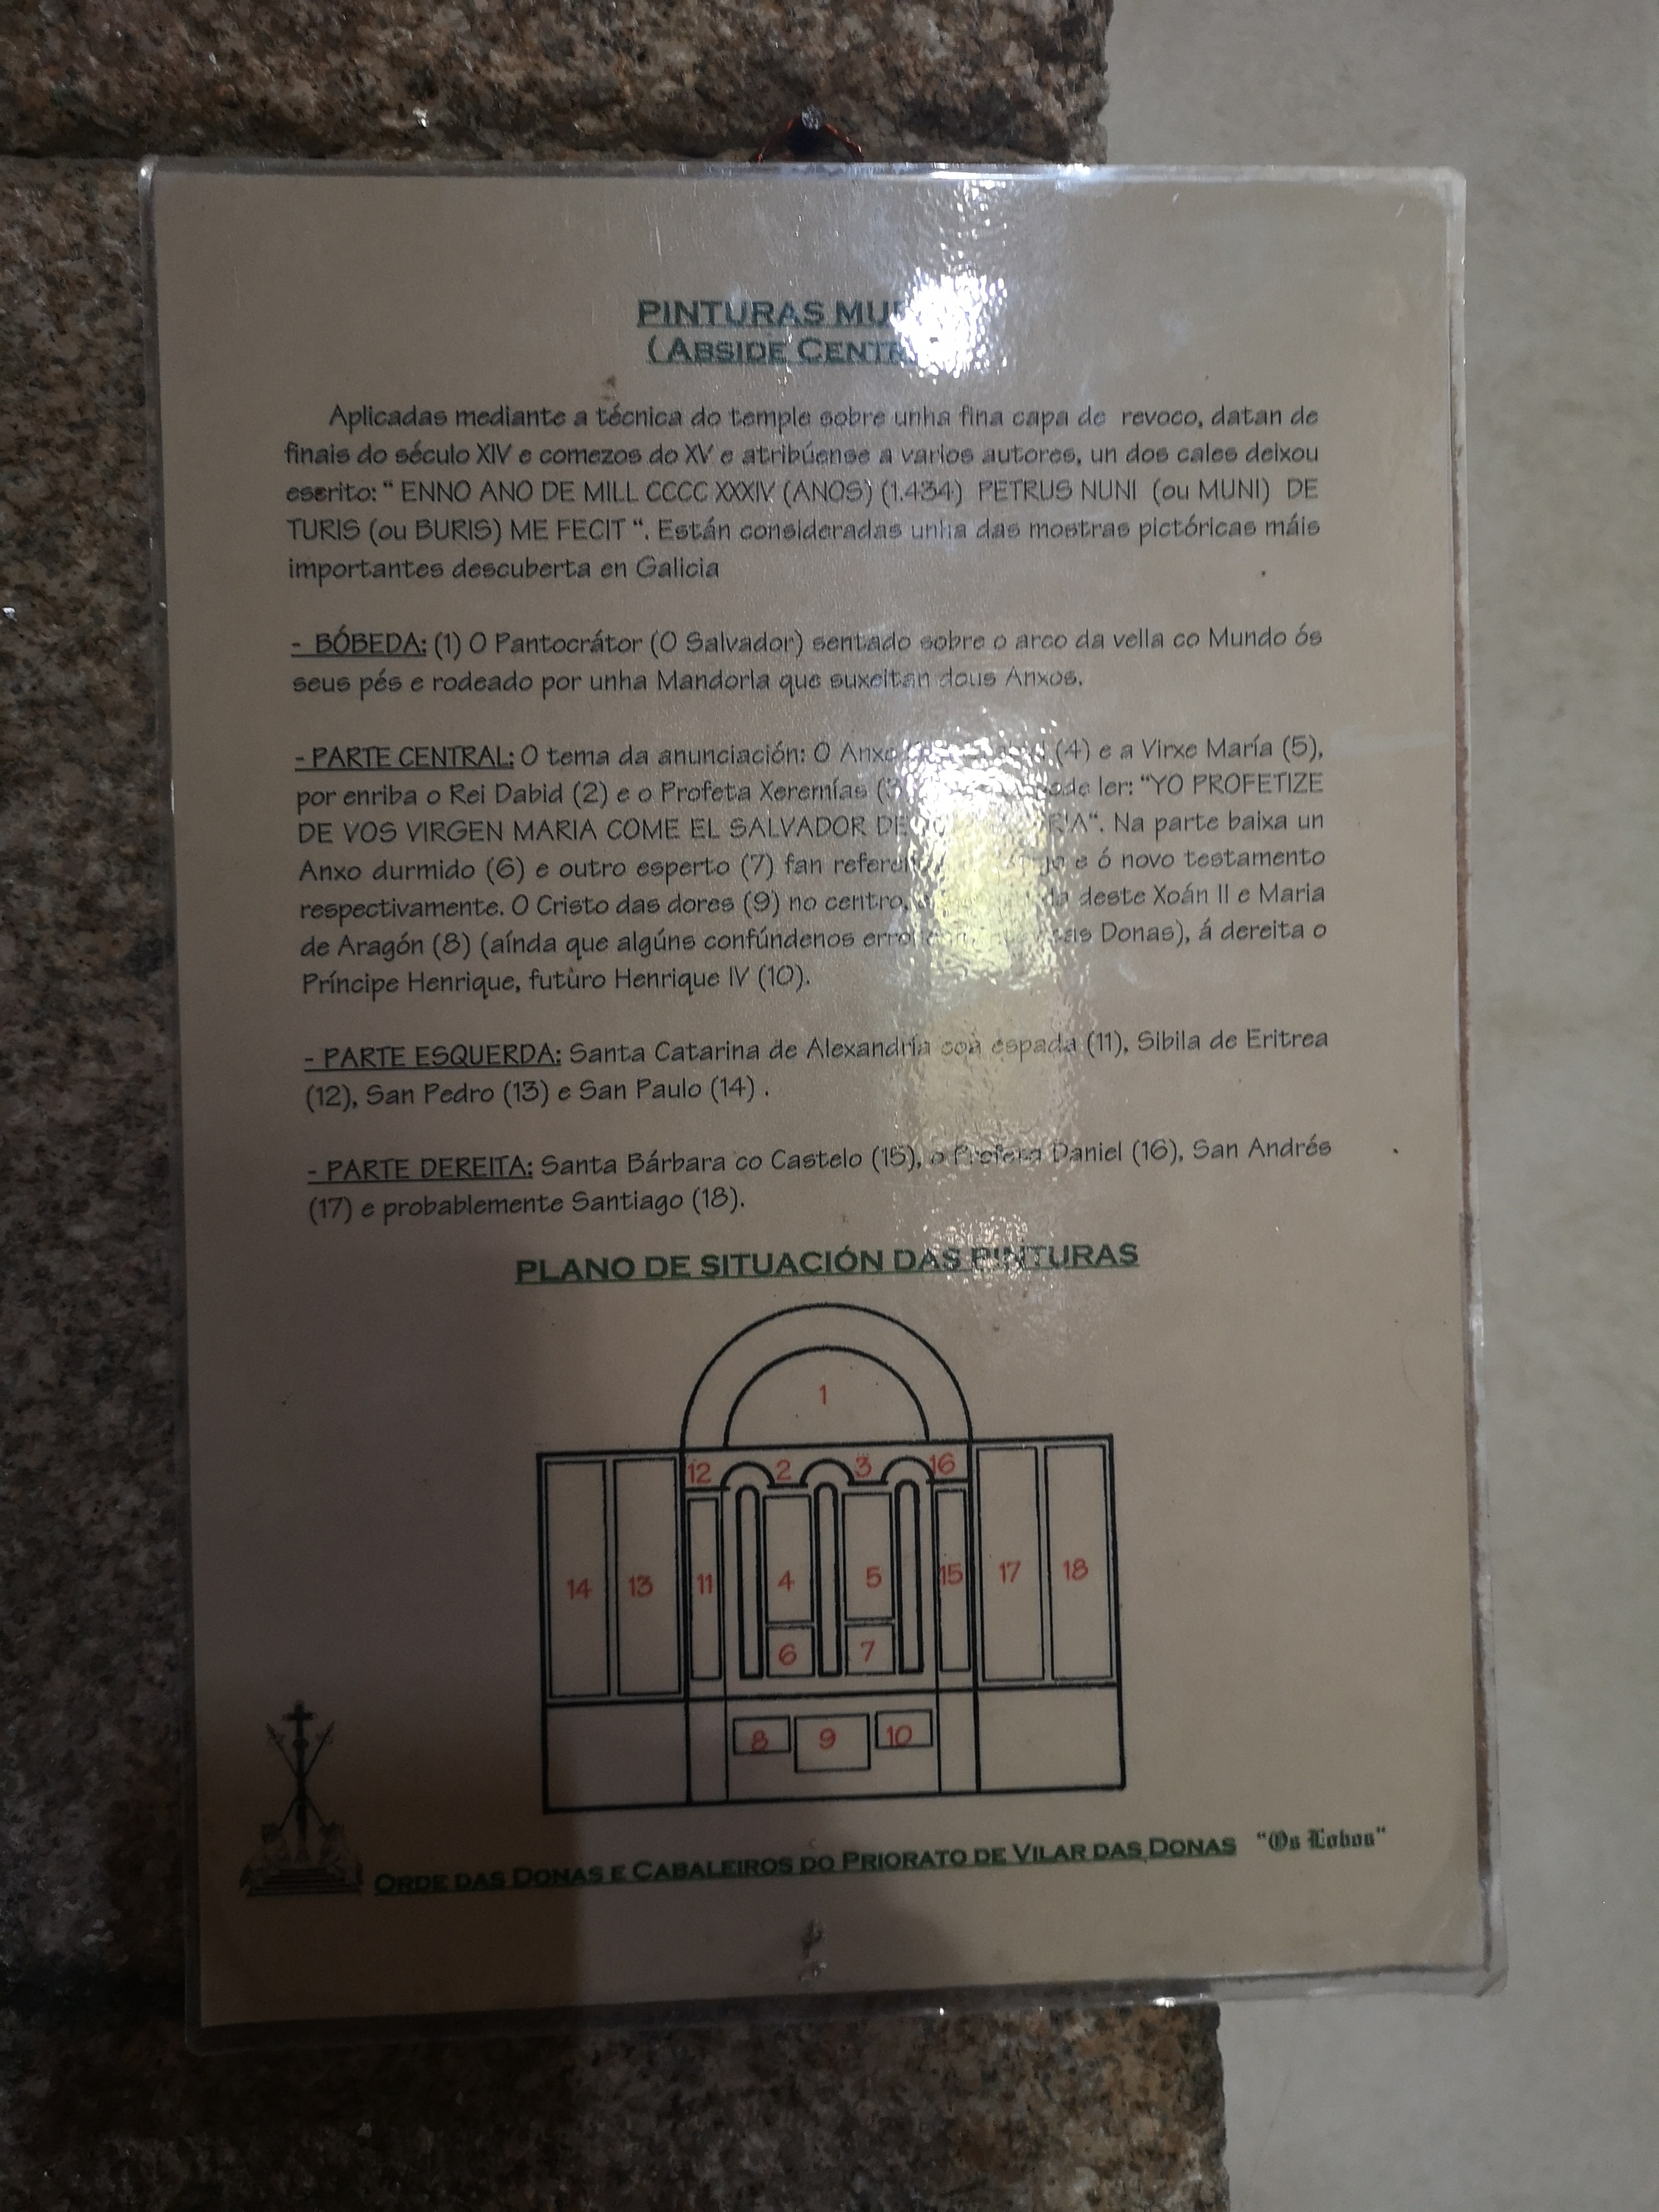 PINTURAS
(ABSIDE
Aplicadas mediante a técnica do temple sobre unha fina capa de revoco, datan de
finais do século XIV e comezos do XV e atribúense a varios autores, un dos cales deixou
escrito: “ ENNO ANO DE MILL CCCC XXXIV (ANOS) (1.434) PETRUS NUNI (ou MUNI) DE
TURIS (ou BURIS) ME FECIT “. Están consideradas unha das mostras pictóricas máis
importantes descuberta en Galicia
- BÓBEDA: (1) O Pantocrátor (O Salvador) sentado sobre o arco da vella co Mundo ós
seus pés e rodeado por unha Mandorla que suxeitan dous Anxos.
- PARTE CENTRAL: O tema da anunciación: O Anxo (4) e a Virxe María (5),
por enriba o Rei Dabid (2) e o Profeta Xeremías ler: “YO PROFETIZE
DE VOS VIRGEN MARIA COME EL SALVADOR DE Na parte baixa un
Anxo durmido (6) e outro esperto (7) fan e ó novo testamento
respectivamente. O Cristo das dores (9) no centro, deste Xoán II e Maria
de Aragón (8) (aínda que algúns confúndenos Donas), á dereita o
Príncipe Henrique, futuro Henrique IV (10).
- PARTE ESQUERDA: Santa Catarina de Alexandría coa espada (11), Sibila de Eritrea
(12), San Pedro (13) e San Paulo (14) .
- PARTE DEREITA: Santa Bárbara co Castelo (15), o Profeta Daniel (16), San Andrés
(17) e probablemente Santiago (18).
PLANO DE SITUACIÓN DAS PINTURAS
1
12 2 3 16
14 13 11 4 5 15 17 18
6 7
8 9 10
ORDE DAS DONAS E CABALEIROS DO PRIORATO DE VILAR DAS DONAS “Os Lobos”